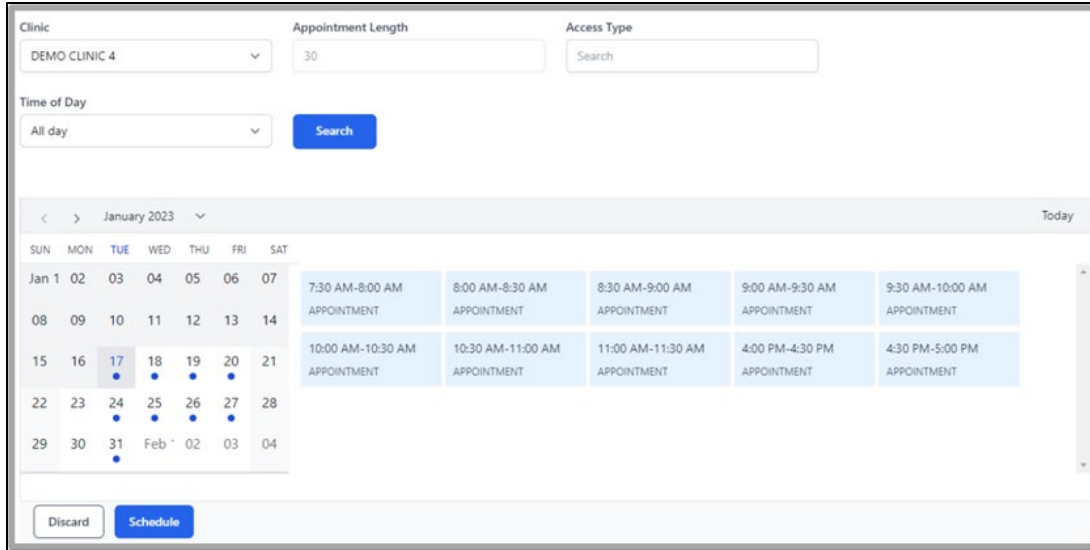 Clinic Appointment Length Access Type
DEMO CLINIC 4 30 Search
Time of Day
All day Search
January 2023 Today
SUN MON TUE WED THU FRI SAT
Jan 1 02 03 04 05 06 07
7:30 AM-8:00 AM 8:00 AM-8:30 AM 8:30 AM-9:00 AM 9:00 AM-9:30 AM 9:30 AM-10:00 AM
APPOINTMENT APPOINTMENT APPOINTMENT APPOINTMENT APPOINTMENT
08 09 10 11 12 13 14
10:00 AM-10:30 AM 10:30 AM-11:00 AM 11:00 AM-11:30 AM 4:00 PM-4:30 PM 4:30 PM-5:00 PM
15 16 17 18 19 20 21
APPOINTMENT APPOINTMENT APPOINTMENT APPOINTMENT APPOINTMENT
22 23 24 25 26 27 28
29 30 31 Feb 02 03 04
Discard Schedule